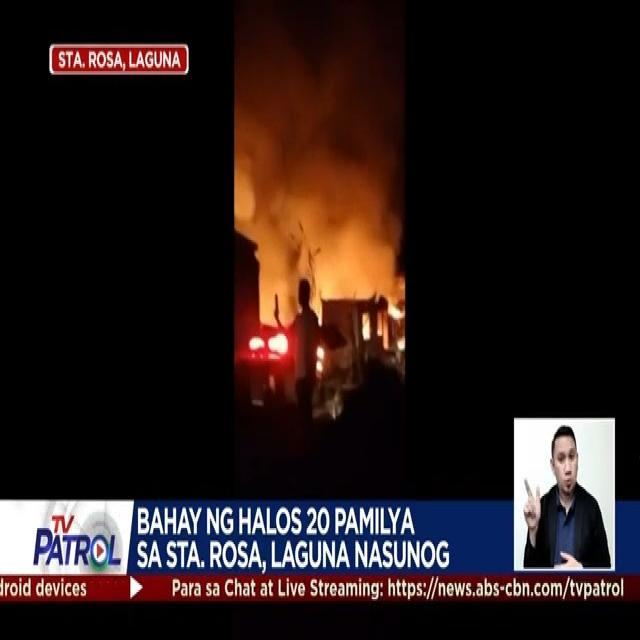 STA. ROSA, LAGUNA
TV PATROL
BAHAY NG HALOS 20 PAMILYA
SA STA. ROSA, LAGUNA NASUNOG
droid devices
Para sa Chat at Live Streaming: https://news.abs-cbn.com/tvpatrol